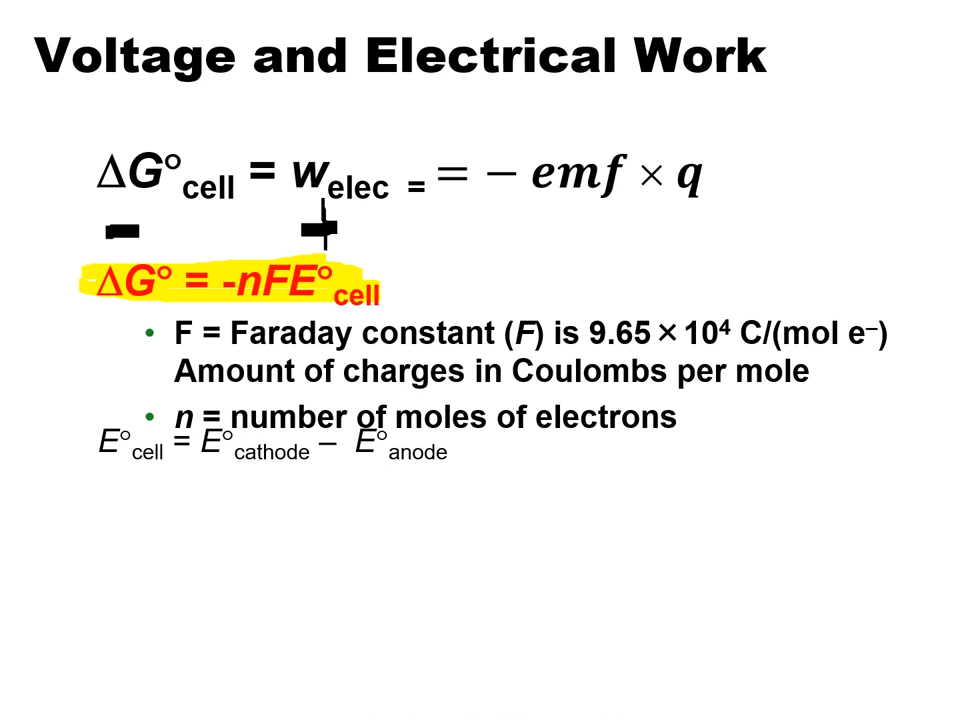 Voltage and Electrical Work
ΔG°cell = welec = = − emf × q
− +
ΔG° = -nFE°cell
• F = Faraday constant (F) is 9.65 × 10⁴ C/(mol e⁻)
Amount of charges in Coulombs per mole
• n = number of moles of electrons
E°cell = E°cathode – E°anode